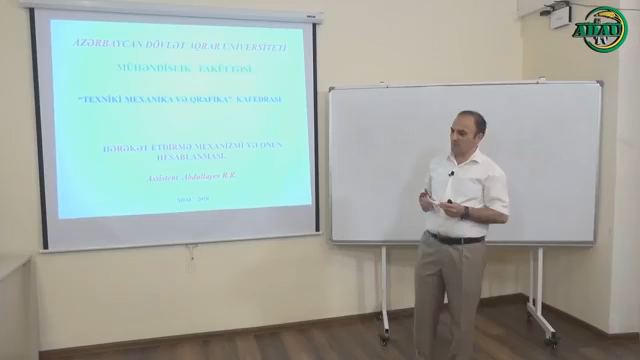 AZƏRBAYCAN DÖVLƏT AQRAR UNİVERSİTETİ
MÜHƏNDİSLİK FAKÜLTƏSİ
“TEXNİKİ MEXANİKA VƏ QRAFİKA” KAFEDRASI
HƏRƏKƏT ETDİRMƏ MEXANİZMİ VƏ ONUN
HESABLANMASI.
Assistent Abdullayev R.R.
ADAU